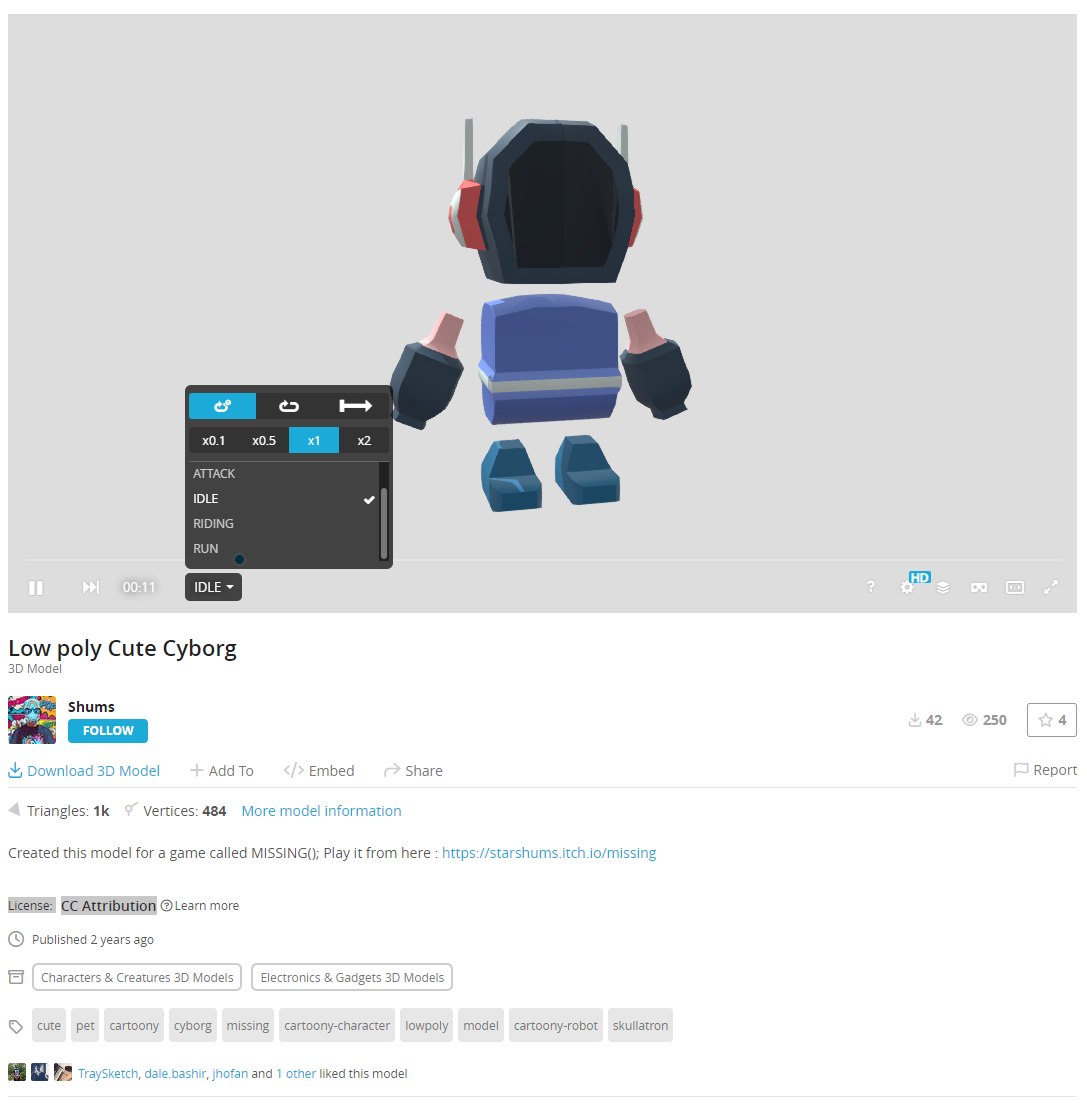 x0.1 x0.5 x1 x2
ATTACK
IDLE
RIDING
RUN
00:11 IDLE ? HD
Low poly Cute Cyborg
3D Model
Shums
FOLLOW
42 250 4
Download 3D Model Add To Embed Share Report
Triangles: 1k Vertices: 484 More model information
Created this model for a game called MISSING(); Play it from here : https://starshums.itch.io/missing
License: CC Attribution ? Learn more
Published 2 years ago
Characters & Creatures 3D Models Electronics & Gadgets 3D Models
cute pet cartoony cyborg missing cartoony-character lowpoly model cartoony-robot skullatron
TraySketch, dale.bashir, jhofan and 1 other liked this model